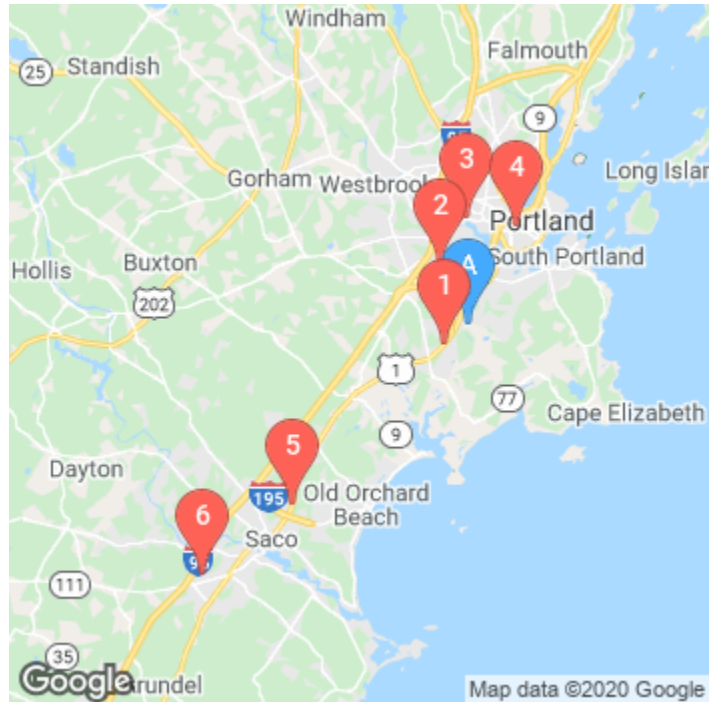 Windham
Falmouth
25
Standish
9
95
3
4
Long Islan
Gorham
Westbrook
2
Portland
Hollis
Buxton
A
South Portland
202
1
1
77
Cape Elizabeth
9
5
Dayton
195
Old Orchard
Beach
6
Saco
95
111
35
Google
Arundel
Map data ©2020 Google